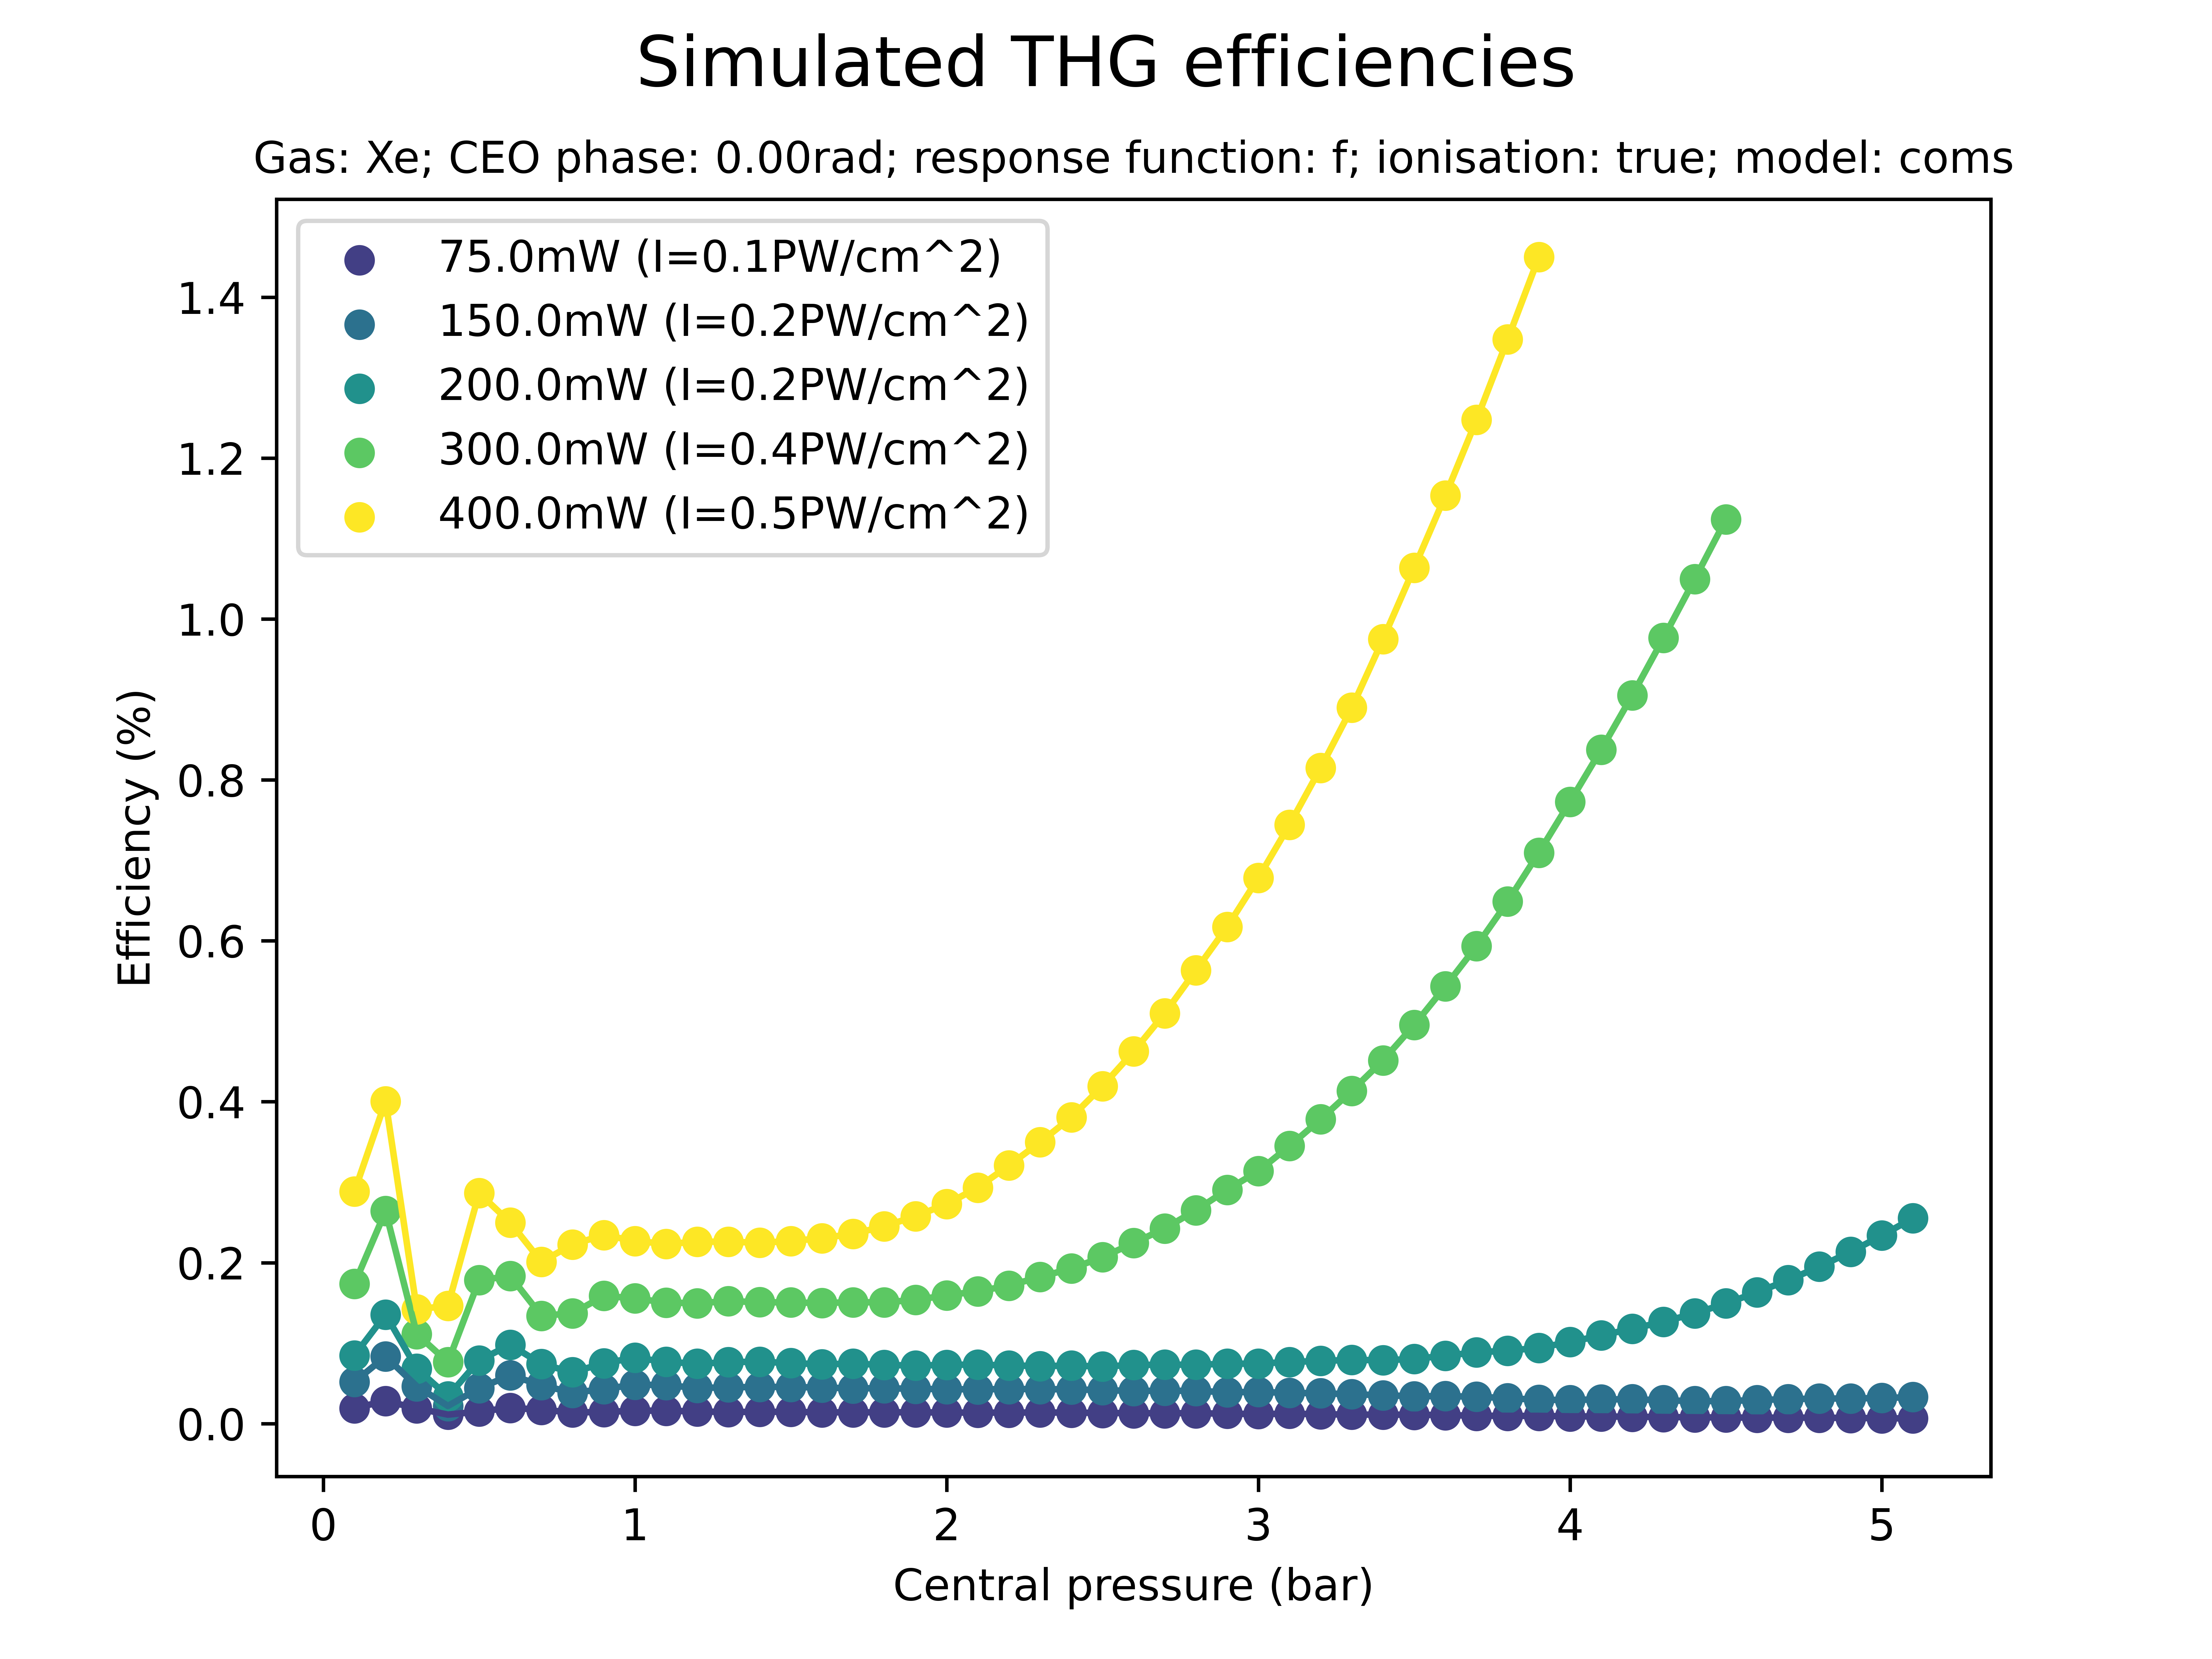 Simulated THG efficiencies
Gas: Xe; CEO phase: 0.00rad; response function: f; ionisation: true; model: coms
75.0mW (I=0.1PW/cm^2)
150.0mW (I=0.2PW/cm^2)
200.0mW (I=0.2PW/cm^2)
300.0mW (I=0.4PW/cm^2)
400.0mW (I=0.5PW/cm^2)
Efficiency (%)
1.4
1.2
1.0
0.8
0.6
0.4
0.2
0.0
0 1 2 3 4 5
Central pressure (bar)